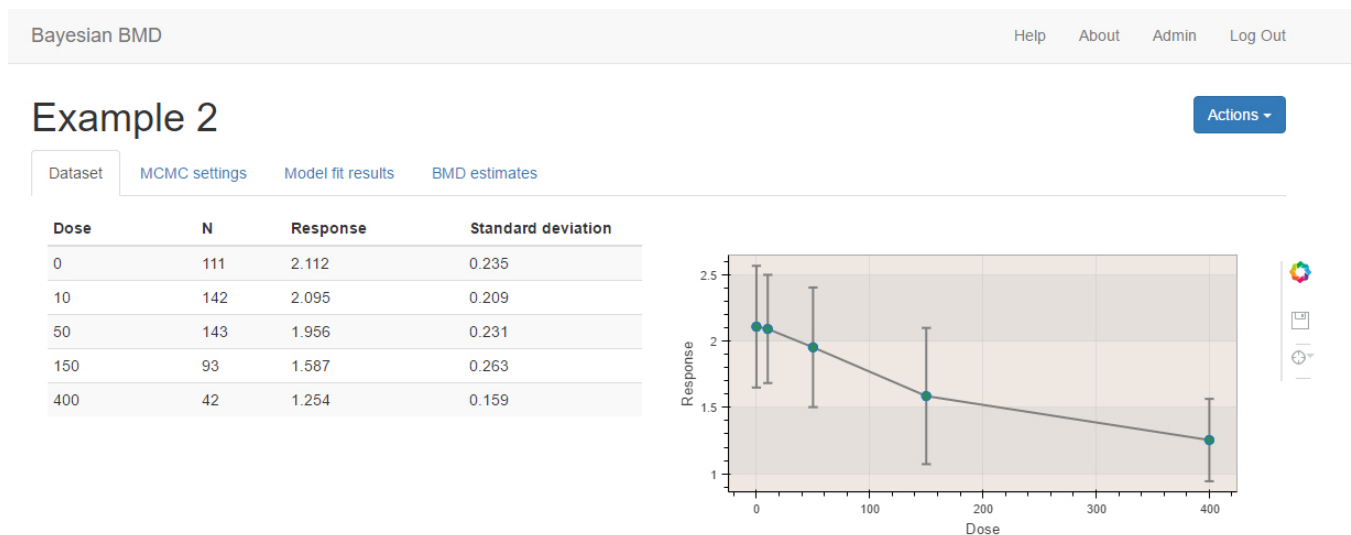 Bayesian BMD Help About Admin Log Out
Example 2
Actions
Dataset MCMC settings Model fit results BMD estimates
Dose N Response Standard deviation
0 111 2.112 0.235
10 142 2.095 0.209
50 143 1.956 0.231
150 93 1.587 0.263
400 42 1.254 0.159
2.5
2
1.5
1
Response
0 100 200 300 400
Dose